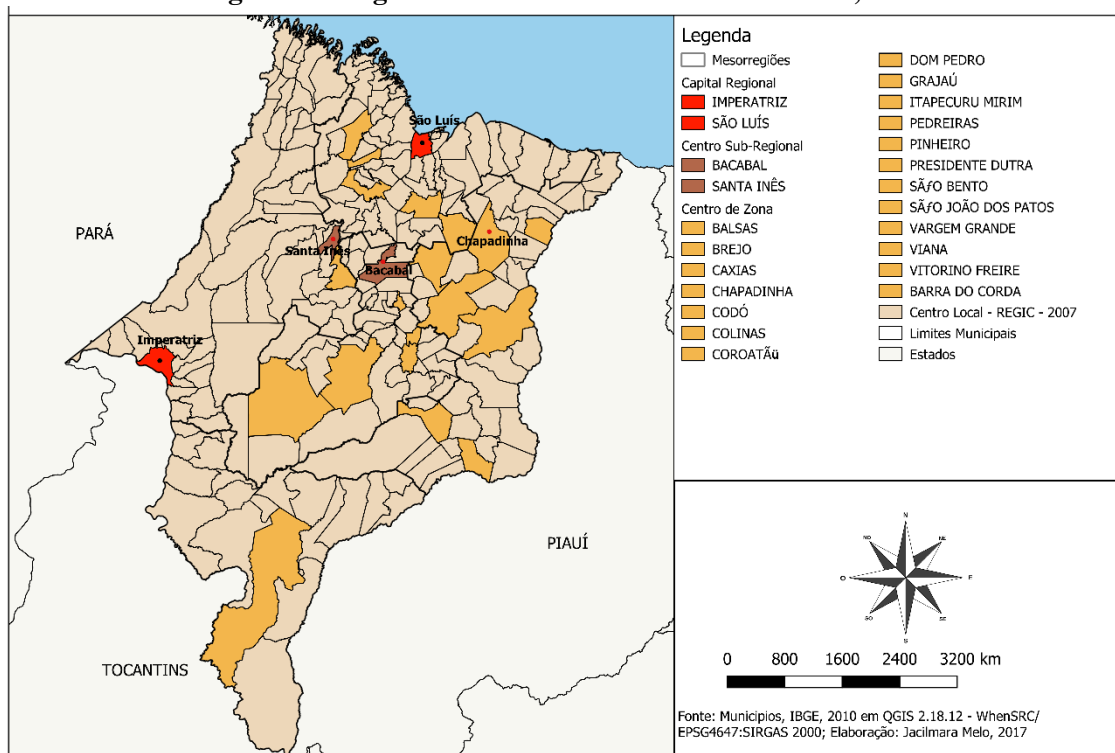 Legenda
Mesorregiões
Capital Regional
IMPERATRIZ
SÃO LUÍS
Centro Sub-Regional
BACABAL
SANTA INÊS
Centro de Zona
BALSAS
BREJO
CAXIAS
CHAPADINHA
CODÓ
COLINAS
COROATÃü
DOM PEDRO
GRAJAÚ
ITAPECURU MIRIM
PEDREIRAS
PINHEIRO
PRESIDENTE DUTRA
SÃƒO BENTO
SÃƒO JOÃO DOS PATOS
VARGEM GRANDE
VIANA
VITORINO FREIRE
BARRA DO CORDA
Centro Local - REGIC - 2007
Limites Municipais
Estados
São Luís
PARÁ
Santa Inês
Chapadinha
Bacabal
Imperatriz
PIAUÍ
TOCANTINS
N
NO
NE
O
E
SO
SE
S
0 800 1600 2400 3200 km
Fonte: Municipios, IBGE, 2010 em QGIS 2.18.12 - WhenSRC/
EPSG4647:SIRGAS 2000; Elaboração: Jacilmara Melo, 2017